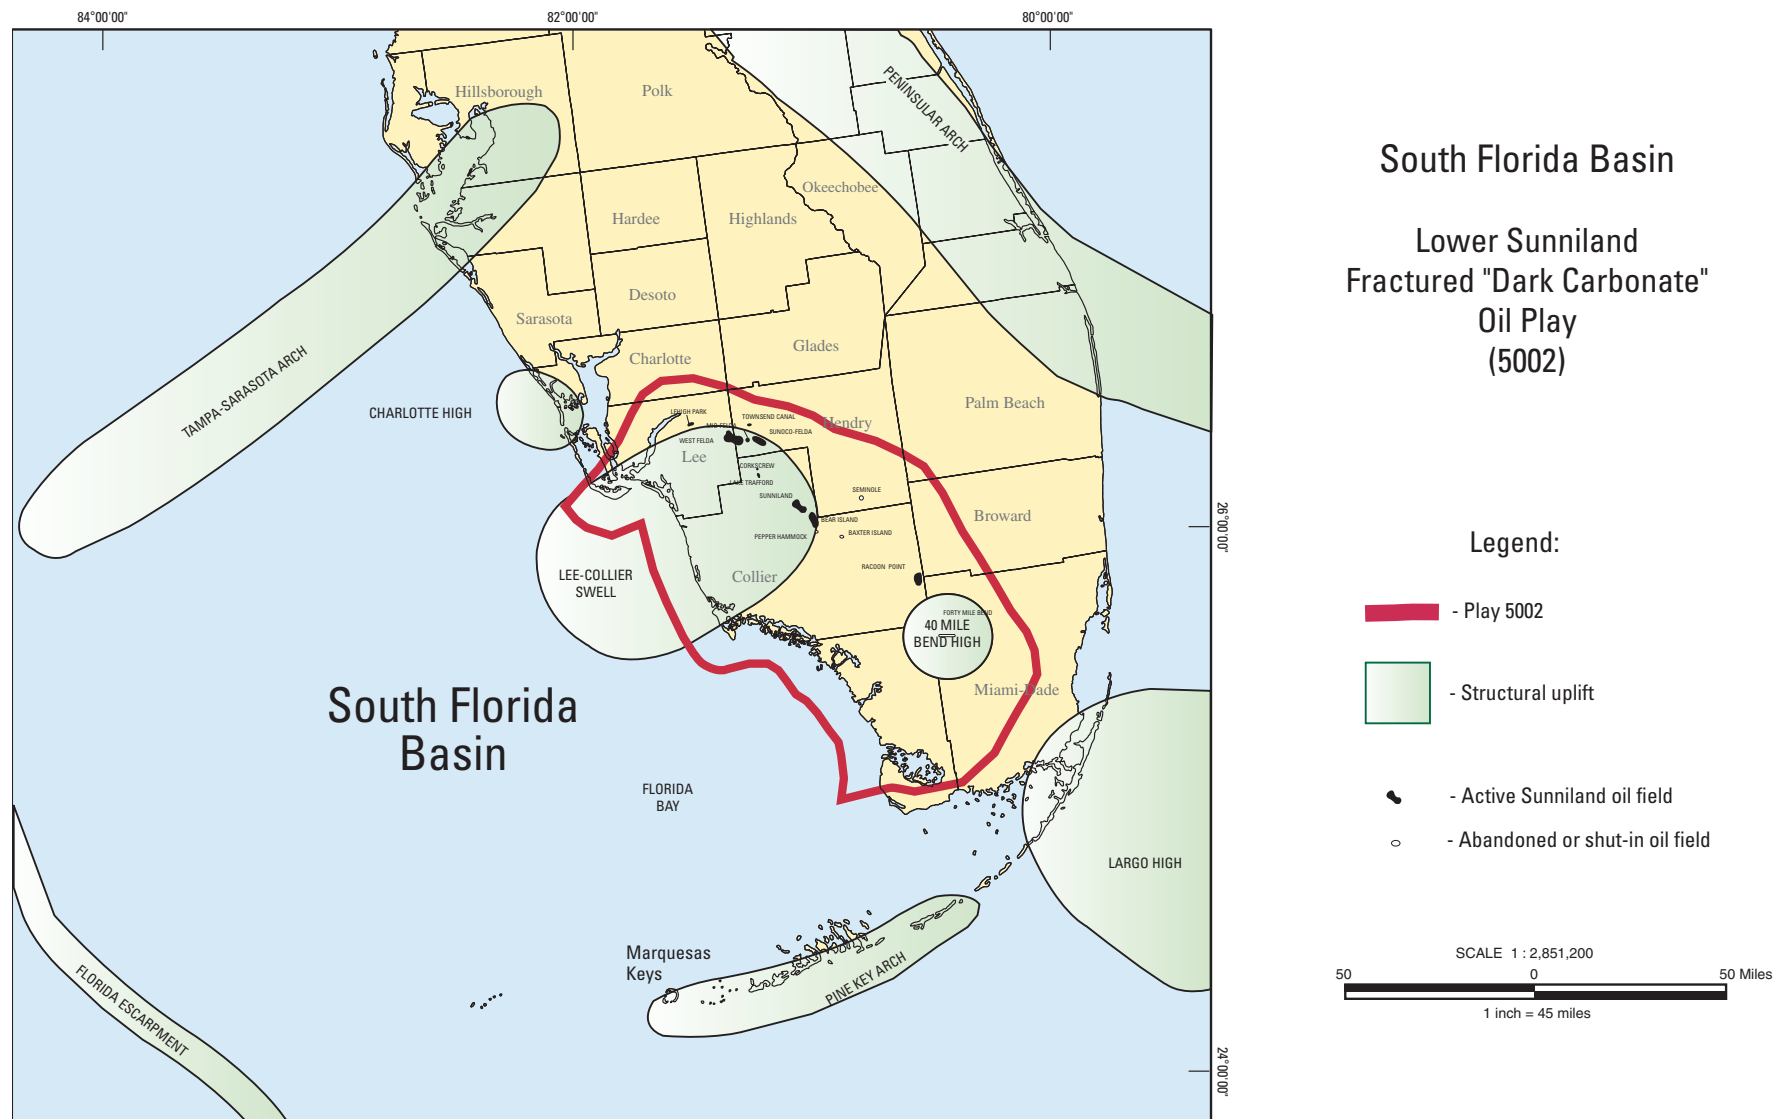 84°00'00"
82°00'00"
80°00'00"
Hillsborough
Polk
PENINSULAR ARCH
Okeechobee
Hardee
Highlands
Desoto
Sarasota
Glades
Charlotte
TAMPA-SARASOTA ARCH
CHARLOTTE HIGH
Palm Beach
Hendry
LEHIGH PARK
TOWNSEND CANAL
MID-FELDA
SUNOCO-FELDA
WEST FELDA
Lee
CORKSCREW
LAKE TRAFFORD
SUNNILAND
SEMINOLE
BEAR ISLAND
BAXTER ISLAND
PEPPER HAMMOCK
Broward
26°00'00"
RACOON POINT
Collier
LEE-COLLIER
SWELL
FORTY MILE BEND
40 MILE
BEND HIGH
Miami-Dade
South Florida
Basin
FLORIDA
BAY
LARGO HIGH
Marquesas
Keys
PINE KEY ARCH
FLORIDA ESCARPMENT
24°00'00"
South Florida Basin
Lower Sunniland
Fractured "Dark Carbonate"
Oil Play
(5002)
Legend:
- Play 5002
- Structural uplift
- Active Sunniland oil field
- Abandoned or shut-in oil field
SCALE 1 : 2,851,200
50 0 50 Miles
1 inch = 45 miles